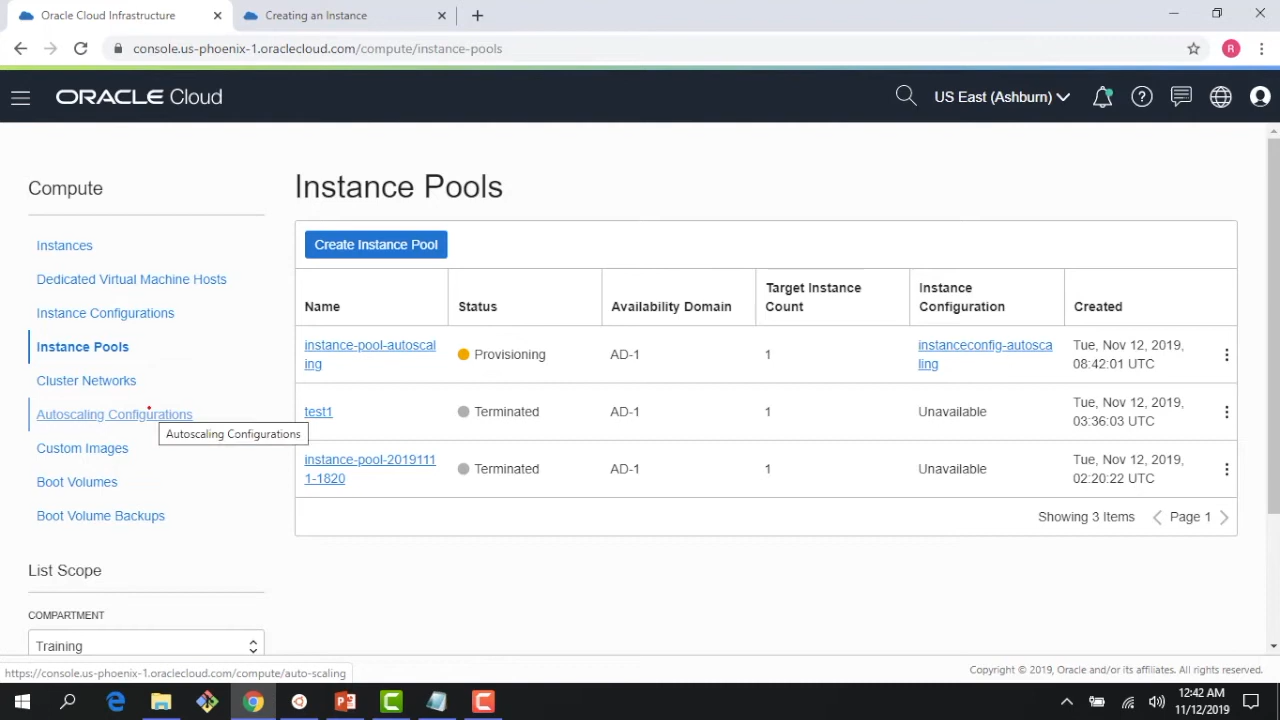 Oracle Cloud Infrastructure
Creating an Instance
console.us-phoenix-1.oraclecloud.com/compute/instance-pools
R
ORACLE Cloud
US East (Ashburn)
Compute
Instances
Dedicated Virtual Machine Hosts
Instance Configurations
Instance Pools
Cluster Networks
Autoscaling Configurations
Autoscaling Configurations
Custom Images
Boot Volumes
Boot Volume Backups
List Scope
COMPARTMENT
Training
Instance Pools
Create Instance Pool
Name
Status
Availability Domain
Target Instance
Count
Instance
Configuration
Created
instance-pool-autoscal
ing
Provisioning
AD-1
1
instanceconfig-autosca
ling
Tue, Nov 12, 2019,
08:42:01 UTC
test1
Terminated
AD-1
1
Unavailable
Tue, Nov 12, 2019,
03:36:03 UTC
instance-pool-2019111
1-1820
Terminated
AD-1
1
Unavailable
Tue, Nov 12, 2019,
02:20:22 UTC
Showing 3 Items
Page 1
https://console.us-phoenix-1.oraclecloud.com/compute/auto-scaling
Copyright © 2019, Oracle and/or its affiliates. All rights reserved.
12:42 AM
11/12/2019